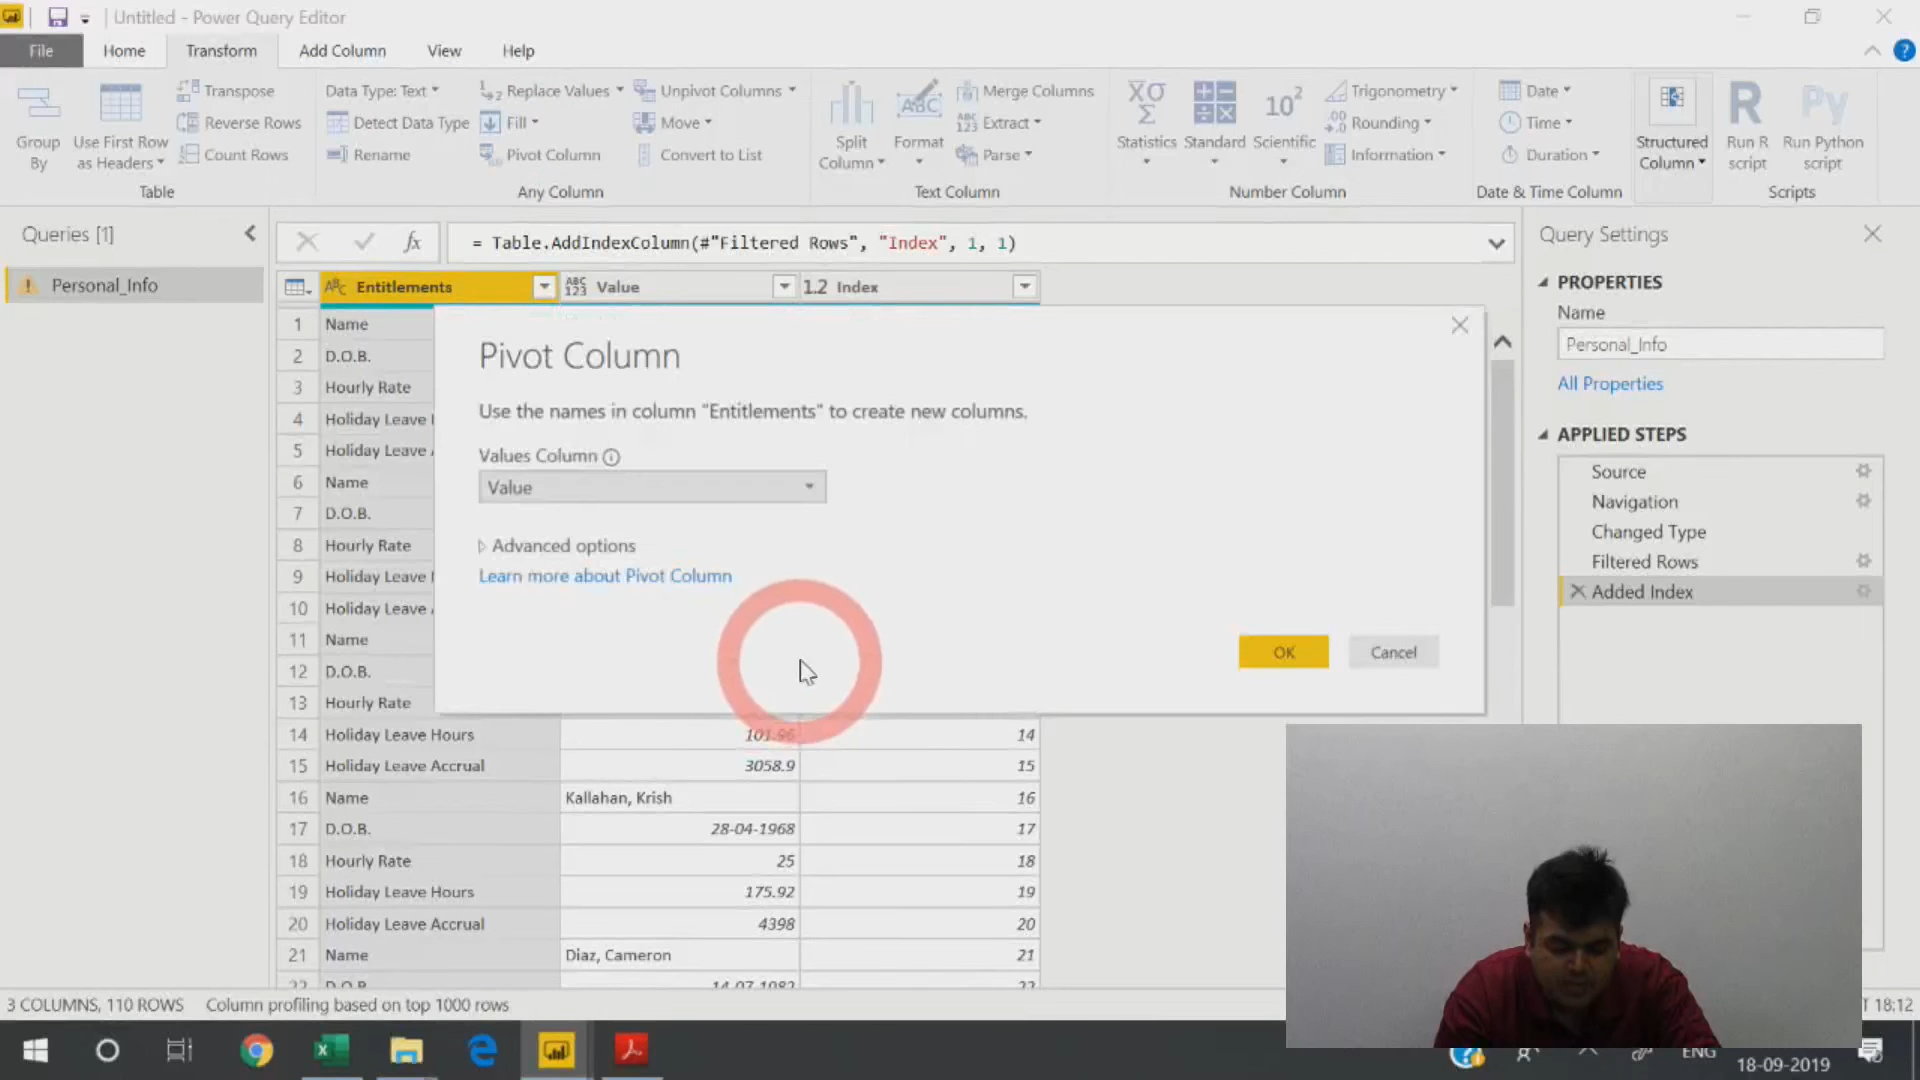 Untitled - Power Query Editor
File Home Transform Add Column View Help
Group By
Use First Row as Headers
Transpose
Reverse Rows
Count Rows
Table
Data Type: Text
Detect Data Type
Rename
Replace Values
Fill
Pivot Column
Unpivot Columns
Move
Convert to List
Any Column
Split Column
Format
Merge Columns
Extract
Parse
Text Column
Statistics
Standard
Scientific
Trigonometry
Rounding
Information
Number Column
Date
Time
Duration
Date & Time Column
Structured Column
Run R script
Run Python script
Scripts
Queries [1]
Personal_Info
= Table.AddIndexColumn(#"Filtered Rows", "Index", 1, 1)
Entitlements Value 1.2 Index
1 Name
2 D.O.B.
3 Hourly Rate
4 Holiday Leave
5 Holiday Leave
6 Name
7 D.O.B.
8 Hourly Rate
9 Holiday Leave
10 Holiday Leave
11 Name
12 D.O.B.
13 Hourly Rate
14 Holiday Leave Hours 101.96 14
15 Holiday Leave Accrual 3058.9 15
16 Name Kallahan, Krish 16
17 D.O.B. 28-04-1968 17
18 Hourly Rate 25 18
19 Holiday Leave Hours 175.92 19
20 Holiday Leave Accrual 4398 20
21 Name Diaz, Cameron 21
22 D.O.B. 14-07-1982 22
Pivot Column
Use the names in column "Entitlements" to create new columns.
Values Column
Value
Advanced options
Learn more about Pivot Column
OK Cancel
Query Settings
PROPERTIES
Name
Personal_Info
All Properties
APPLIED STEPS
Source
Navigation
Changed Type
Filtered Rows
Added Index
3 COLUMNS, 110 ROWS Column profiling based on top 1000 rows
18:12
ENG
18-09-2019